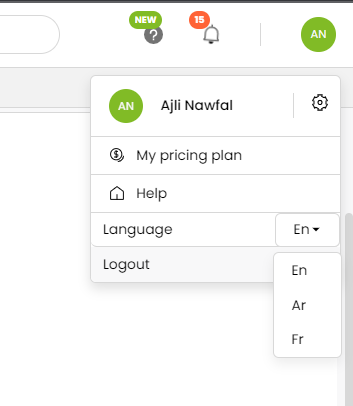 NEW
15
AN
AN
Ajli Nawfal
My pricing plan
Help
Language
En
Logout
En
Ar
Fr